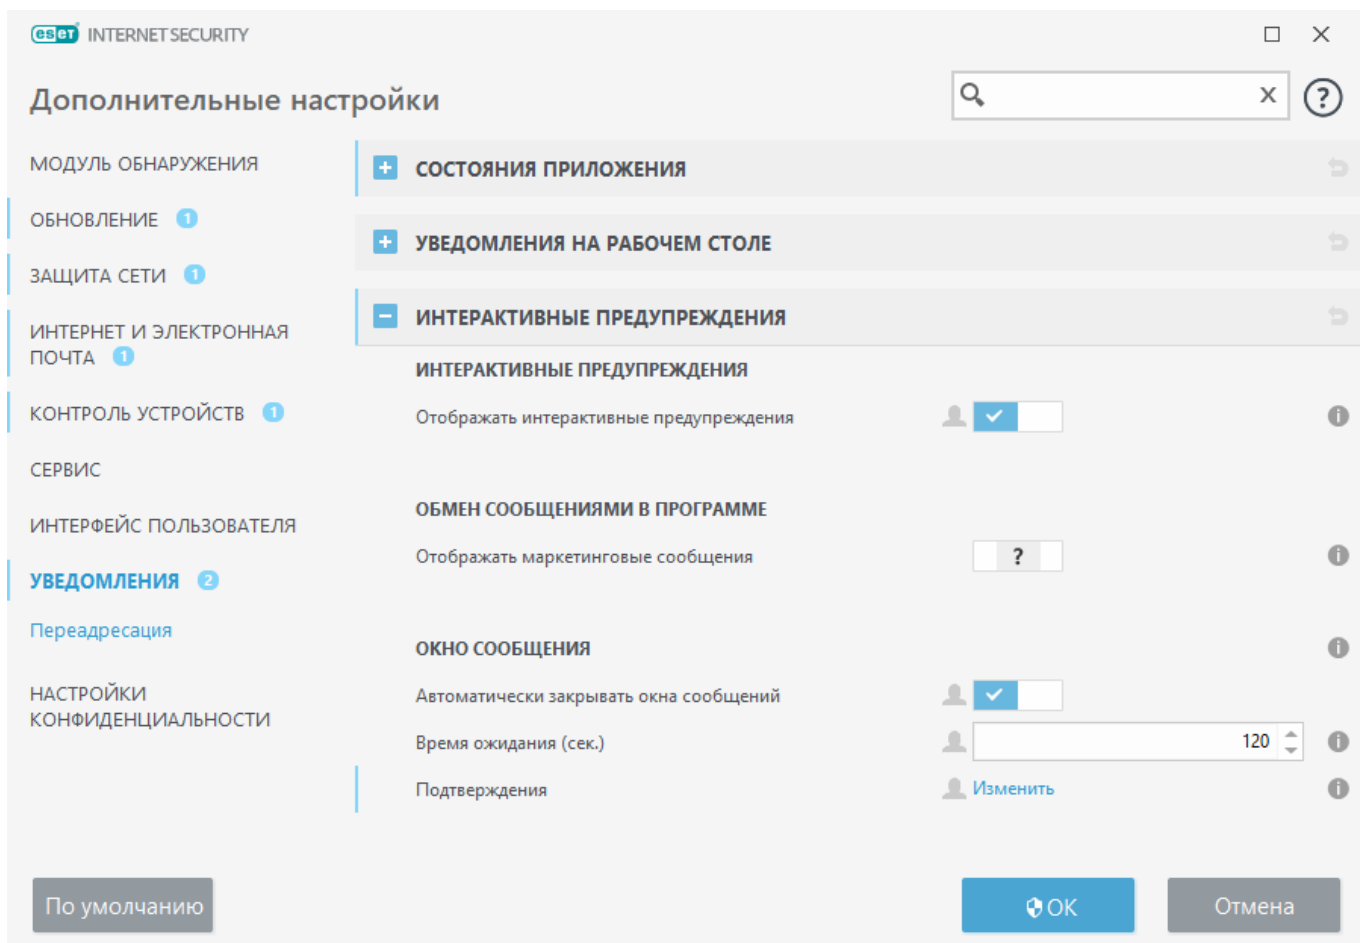 eset INTERNET SECURITY
Дополнительные настройки
X
?
МОДУЛЬ ОБНАРУЖЕНИЯ
ОБНОВЛЕНИЕ 1
ЗАЩИТА СЕТИ 1
ИНТЕРНЕТ И ЭЛЕКТРОННАЯ
ПОЧТА 1
КОНТРОЛЬ УСТРОЙСТВ 1
СЕРВИС
ИНТЕРФЕЙС ПОЛЬЗОВАТЕЛЯ
УВЕДОМЛЕНИЯ 2
Переадресация
НАСТРОЙКИ
КОНФИДЕНЦИАЛЬНОСТИ
СОСТОЯНИЯ ПРИЛОЖЕНИЯ
УВЕДОМЛЕНИЯ НА РАБОЧЕМ СТОЛЕ
ИНТЕРАКТИВНЫЕ ПРЕДУПРЕЖДЕНИЯ
ИНТЕРАКТИВНЫЕ ПРЕДУПРЕЖДЕНИЯ
Отображать интерактивные предупреждения
ОБМЕН СООБЩЕНИЯМИ В ПРОГРАММЕ
Отображать маркетинговые сообщения ?
ОКНО СООБЩЕНИЯ
Автоматически закрывать окна сообщений
Время ожидания (сек.) 120
Подтверждения Изменить
По умолчанию
ОК
Отмена